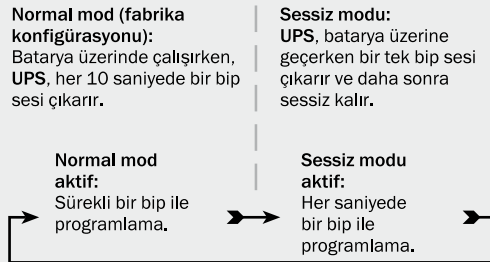 Normal mod (fabrika
konfigürasyonu):
Batarya üzerinde çalışırken,
UPS, her 10 saniyede bir bip
sesi çıkarır.
Sessiz modu:
UPS, batarya üzerine
geçerken bir tek bip sesi
çıkarır ve daha sonra
sessiz kalır.
Normal mod
aktif:
Sürekli bir bip ile
programlama.
Sessiz modu
aktif:
Her saniyede
bir bip ile
programlama.